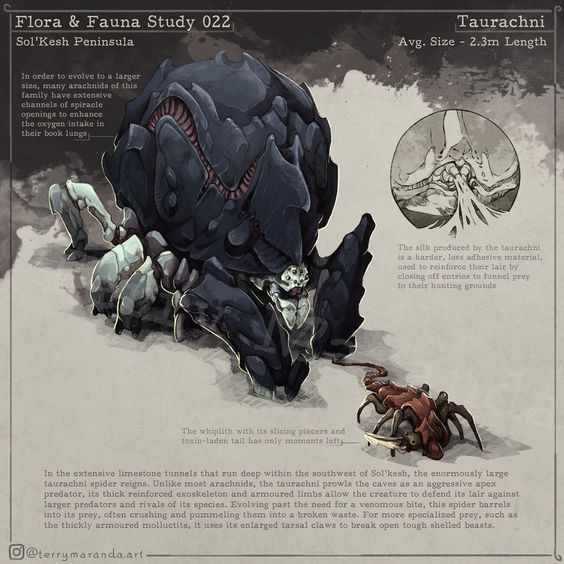 Flora & Fauna Study 022
Sol'Kesh Peninsula
Taurachni
Avg. Size - 2.3m Length
In order to evolve to a larger
size, many arachnids of this
family have extensive
channels of spiracle
openings to enhance
the oxygen intake in
their book lungs
The silk produced by the taurachni
is a harder, less adhesive material,
used to reinforce their lair by
closing off entries to funnel prey
to their hunting grounds
The whiplith with its slicing pincers and
toxin-laden tail has only moments left
In the extensive limestone tunnels that run deep within the southwest of Sol'kesh, the enormously large
taurachni spider reigns. Unlike most arachnids, the taurachni prowls the caves as an aggressive apex
predator, its thick reinforced exoskeleton and armoured limbs allow the creature to defend its lair against
larger predators and rivals of its species. Evolving past the need for a venomous bite, this spider barrels
into its prey, often crushing and pummeling them into a broken waste. For more specialized prey, such as
the thickly armoured molluctite, it uses its enlarged tarsal claws to break open tough shelled beasts.
@terrymaranda.art